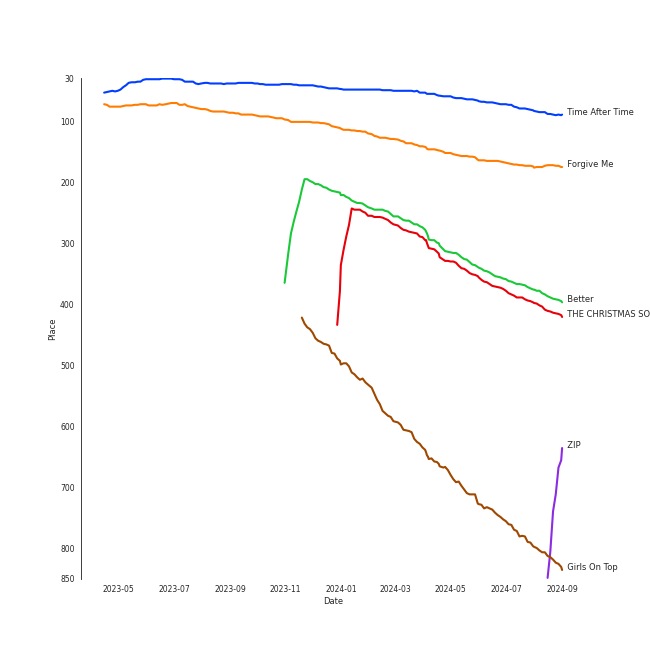 30
100
200
300
400
500
600
700
800
850
Place
2023-05
2023-07
2023-09
2023-11
2024-01
2024-03
2024-05
2024-07
2024-09
Date
Time After Time
Forgive Me
Better
THE CHRISTMAS SO
ZIP
Girls On Top